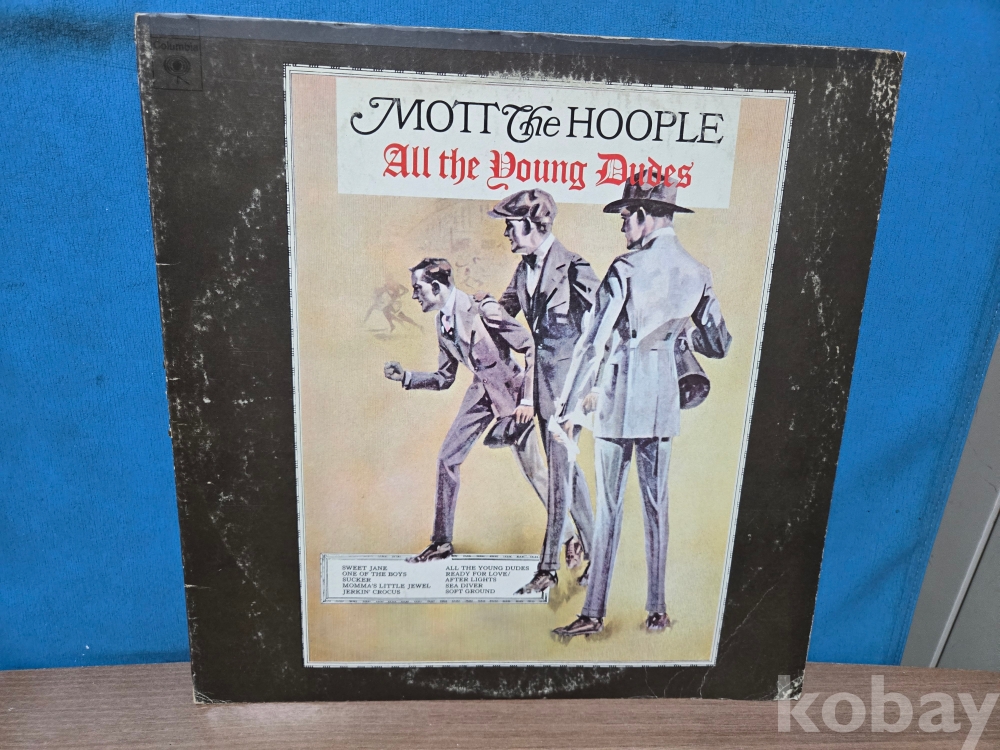 Columbia
MOTT The HOOPLE
All the Young Dudes
SWEET JANE
ONE OF THE BOYS
SUCKER
MOMMA'S LITTLE JEWEL
JERKIN' CROCUS
ALL THE YOUNG DUDES
READY FOR LOVE/
AFTER LIGHTS
SEA DIVER
SOFT GROUND
kobay